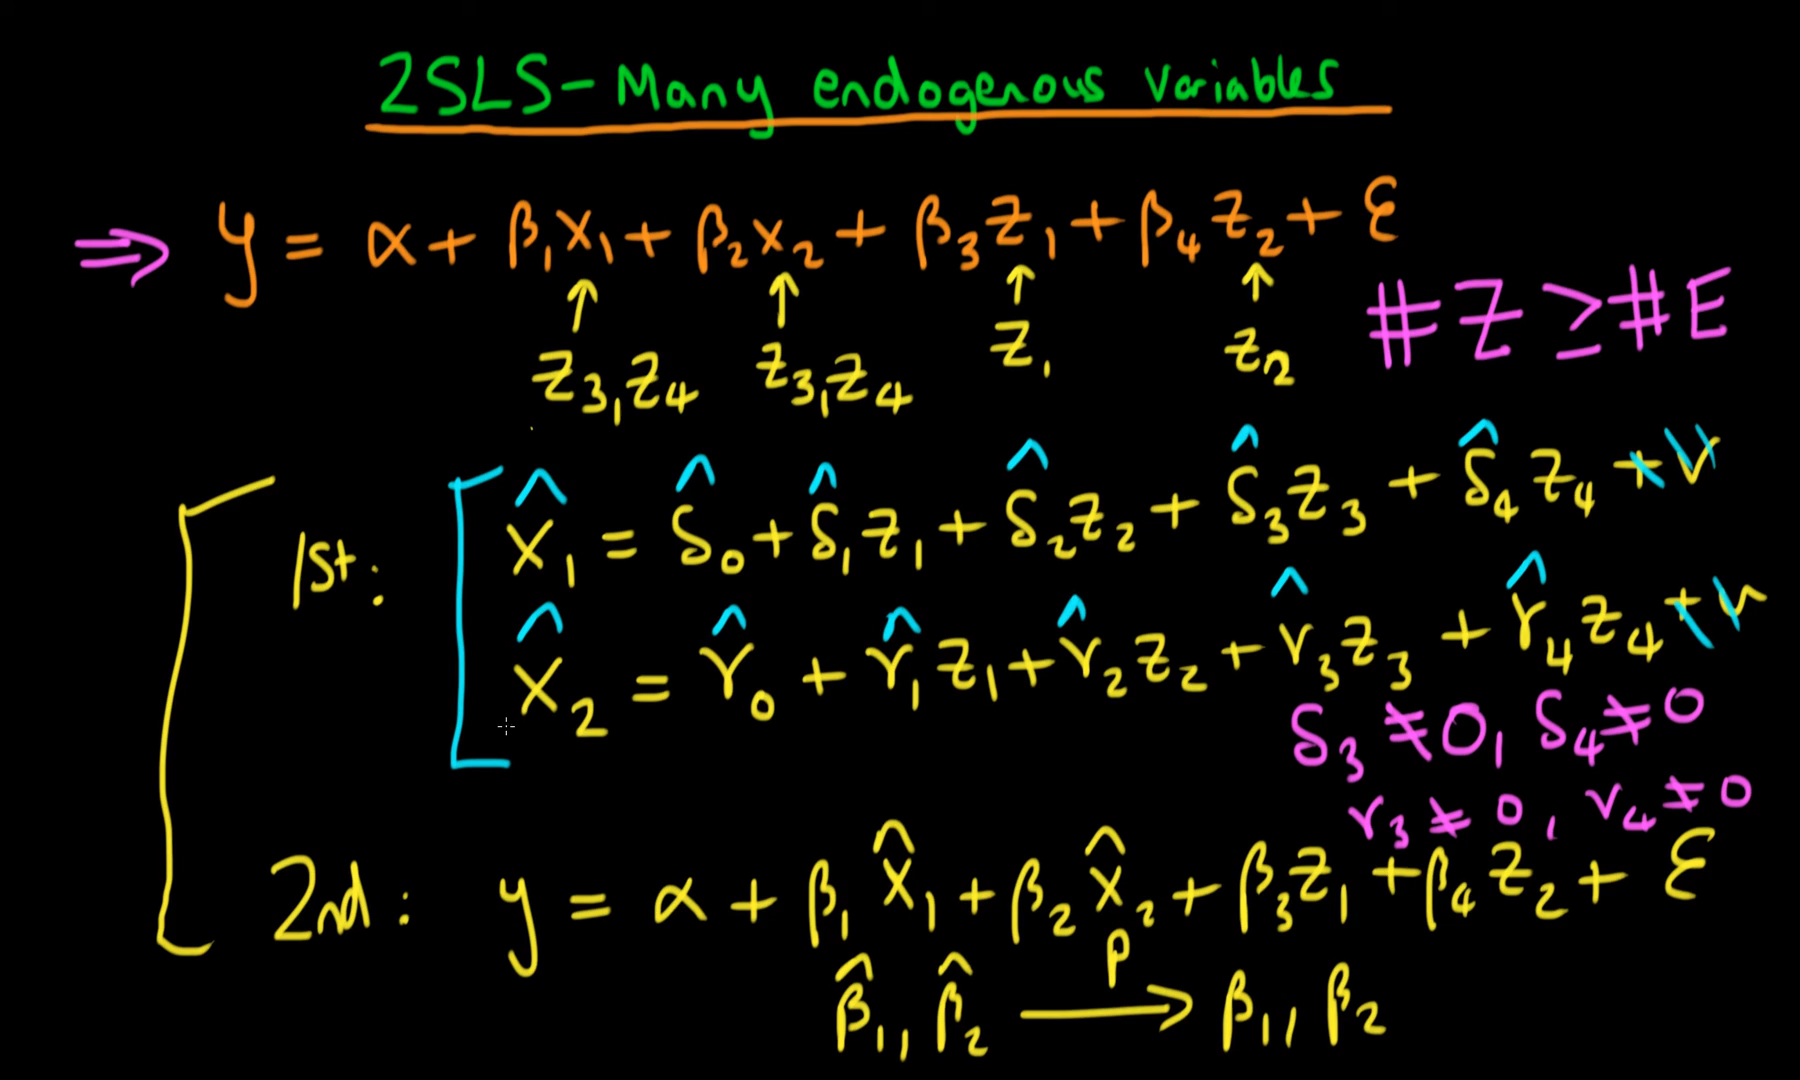 2SLS - Many endogenous variables
⇒ y = α + β₁x₁ + β₂x₂ + β₃z₁ + β₄z₂ + ε
↑ ↑ ↑ ↑
z₃, z₄ z₃, z₄ z₁ z₂
#Z ≥ #E
1st: x̂₁ = δ̂₀ + δ̂₁z₁ + δ̂₂z₂ + δ̂₃z₃ + δ̂₄z₄ + v
x̂₂ = γ̂₀ + γ̂₁z₁ + γ̂₂z₂ + γ̂₃z₃ + γ̂₄z₄ +
δ₃ ≠ 0, δ₄ ≠ 0
γ₃ ≠ 0, γ₄ ≠ 0
2nd: y = α + β₁x̂₁ + β₂x̂₂ + β₃z₁ + β₄z₂ + ε
p
β̂₁, β̂₂ → β₁, β₂